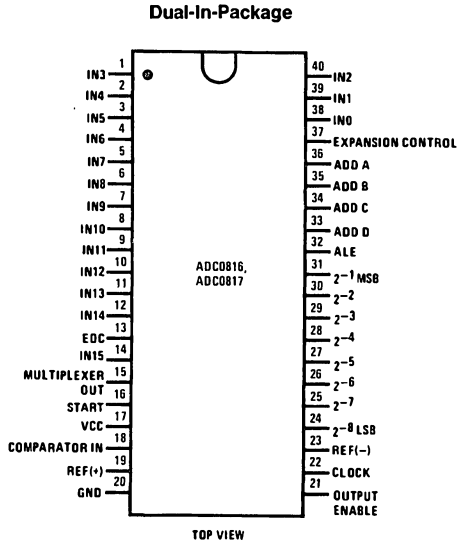 Dual-In-Package
1
IN3
2
IN4
3
IN5
4
IN6
5
IN7
6
IN8
7
IN9
8
IN10
9
IN11
10
IN12
11
IN13
12
IN14
13
EOC
14
IN15
15
MULTIPLEXER
OUT
16
START
17
VCC
18
COMPARATOR IN
19
REF(+)
20
GND
ADC0816,
ADC0817
40
IN2
39
IN1
38
IN0
37
EXPANSION CONTROL
36
ADD A
35
ADD B
34
ADD C
33
ADD D
32
ALE
31
2−1 MSB
30
2−2
29
2−3
28
2−4
27
2−5
26
2−6
25
2−7
24
2−8 LSB
23
REF(−)
22
CLOCK
21
OUTPUT
ENABLE
TOP VIEW